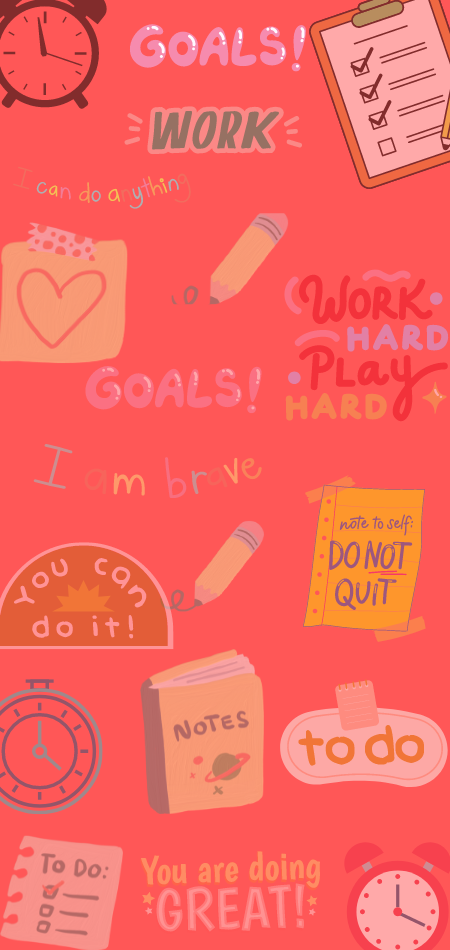 GOALS!
WORK
I can do anything
WORK
HARD
PLay
HARD
GOALS!
I am brave
note to self:
DO NOT
QUIT
You can
do it!
NOTES
to do
To Do:
You are doing
GREAT!